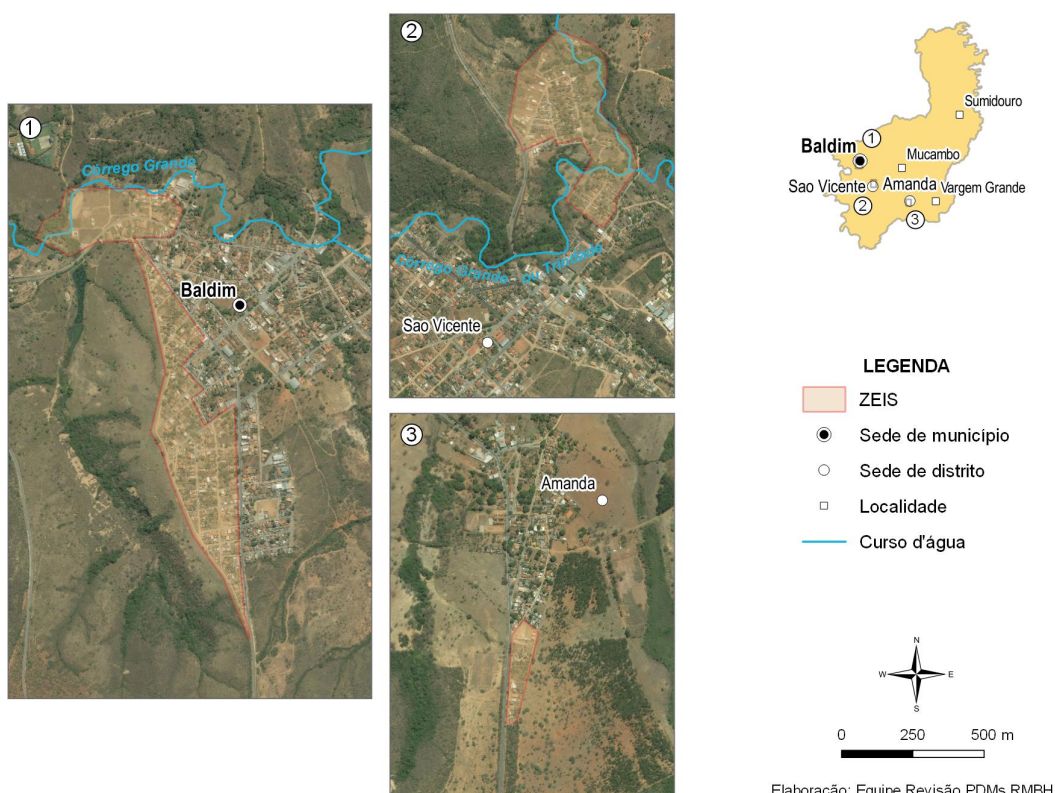 1
Córrego Grande
Baldim
2
Córrego Grande - ou Trindade
Sao Vicente
3
Amanda
Sumidouro
1
Baldim
Mucambo
Sao Vicente
Amanda
Vargem Grande
2
3
LEGENDA
ZEIS
Sede de município
Sede de distrito
Localidade
Curso d'água
N
W
E
S
0 250 500 m
Elaboração: Equipe Revisão PDMs RMBH